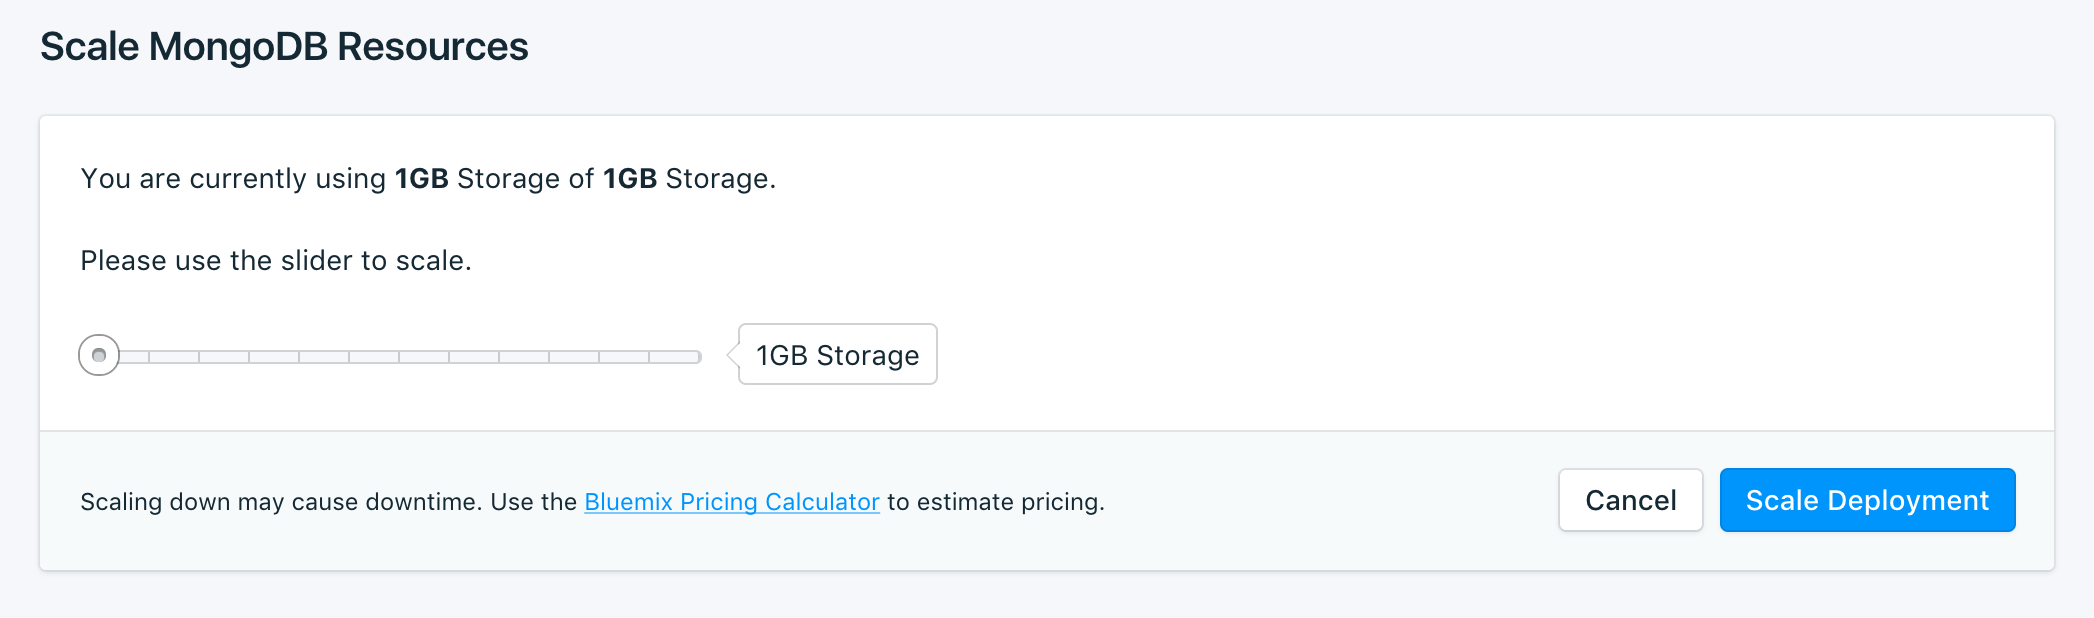 Scale MongoDB Resources
You are currently using 1GB Storage of 1GB Storage.
Please use the slider to scale.
1GB Storage
Scaling down may cause downtime. Use the Bluemix Pricing Calculator to estimate pricing.
Cancel
Scale Deployment